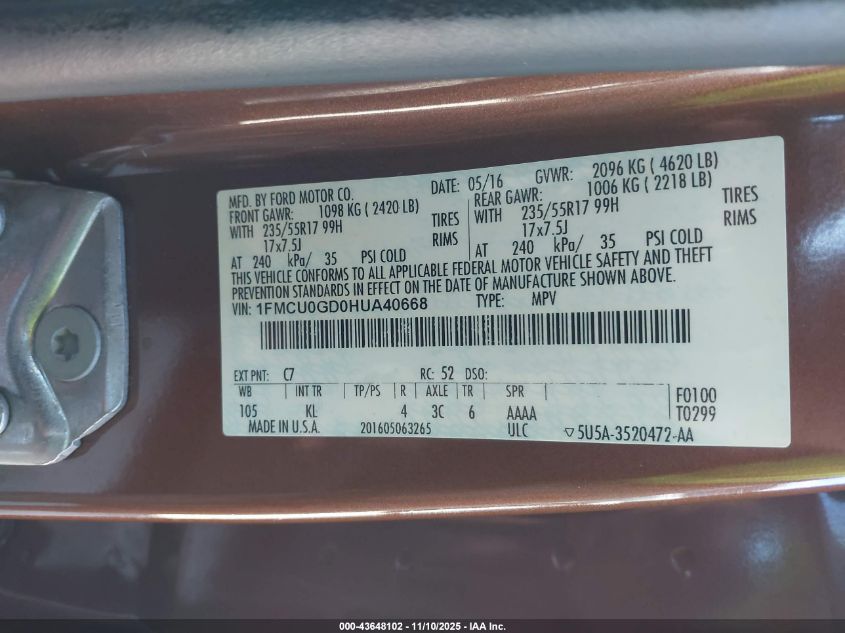 MFD. BY FORD MOTOR CO. DATE: 05/16 GVWR: 2096 KG ( 4620 LB)
FRONT GAWR: 1098 KG ( 2420 LB) REAR GAWR: 1006 KG ( 2218 LB)
WITH 235/55R17 99H TIRES WITH 235/55R17 99H TIRES
17x7.5J RIMS 17x7.5J RIMS
AT 240 kPa/ 35 PSI COLD AT 240 kPa/ 35 PSI COLD
THIS VEHICLE CONFORMS TO ALL APPLICABLE FEDERAL MOTOR VEHICLE SAFETY AND THEFT
PREVENTION STANDARDS IN EFFECT ON THE DATE OF MANUFACTURE SHOWN ABOVE.
VIN: 1FMCU0GD0HUA40668 TYPE: MPV
EXT PNT: C7 RC: 52 DSO:
WB INT TR TP/PS R AXLE TR SPR F0100
105 KL 4 3C 6 AAAA T0299
MADE IN U.S.A. 201605063265 ULC ▽5U5A-3520472-AA
000-43648102 - 11/10/2025 - IAA Inc.